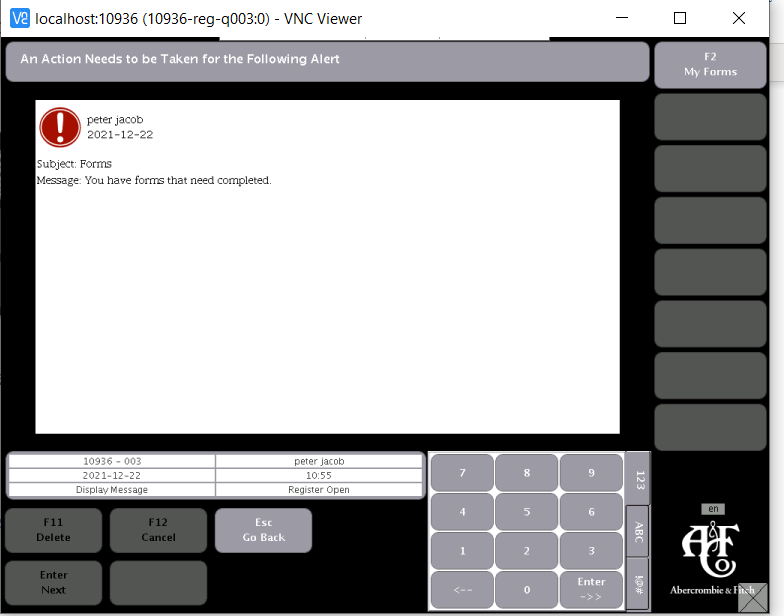 localhost:10936 (10936-reg-q003:0) - VNC Viewer
An Action Needs to be Taken for the Following Alert
F2
My Forms
peter jacob
2021-12-22
Subject: Forms
Message: You have forms that need completed.
10936 - 003
peter jacob
2021-12-22
10:55
Display Message
Register Open
7
8
9
123
4
5
6
ABC
1
2
3
<--
0
Enter
->>
!@#
F11
Delete
F12
Cancel
Esc
Go Back
Enter
Next
en
A&F
Co
Abercrombie & Fitch